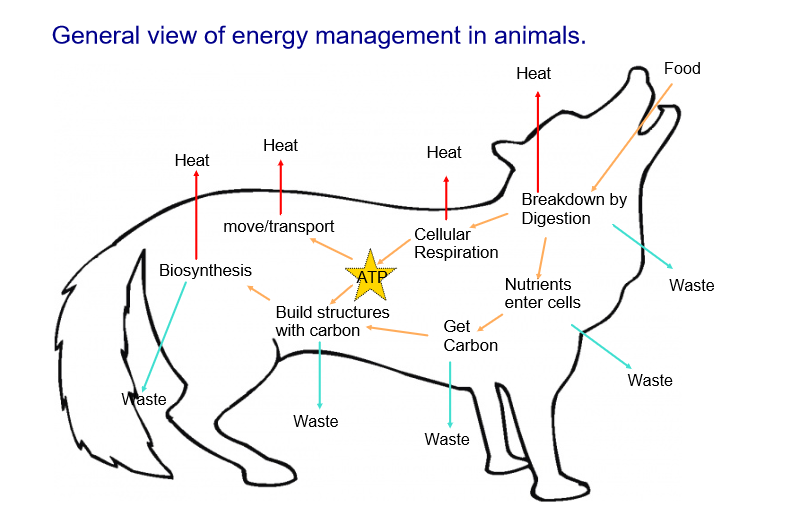 General view of energy management in animals.
Food
Heat
Heat
Heat
Heat
Breakdown by
Digestion
move/transport
Cellular
Respiration
Biosynthesis
ATP
Nutrients
enter cells
Waste
Build structures
with carbon
Get
Carbon
Waste
Waste
Waste
Waste